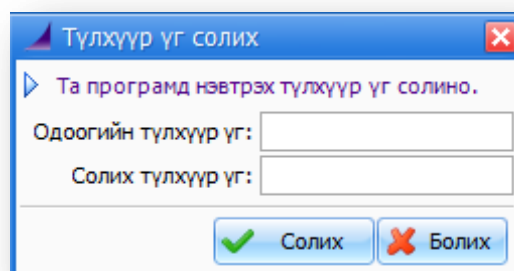 Түлхүүр үг солих
Та програмд нэвтрэх түлхүүр үг солино.
Одоогийн түлхүүр үг:
Солих түлхүүр үг:
Солих Болих